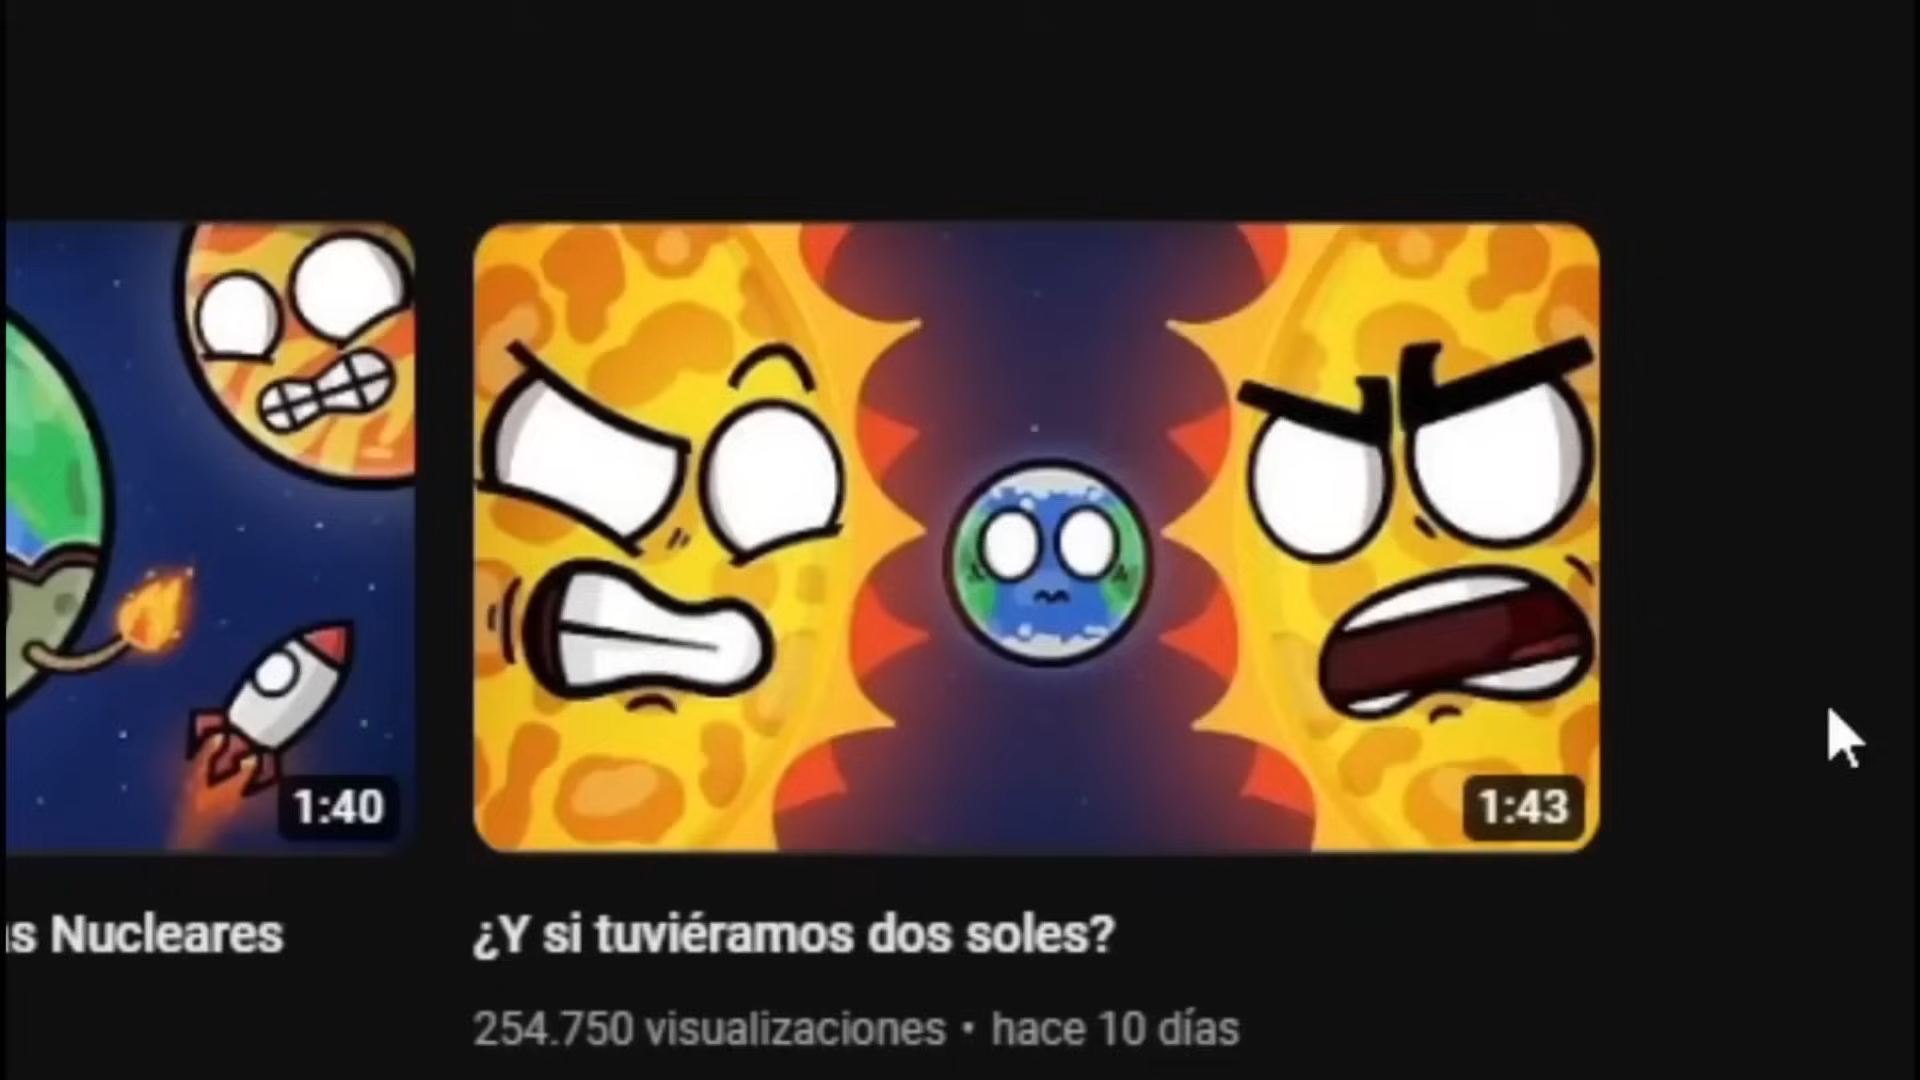 1:40
1:43
s Nucleares
¿Y si tuviéramos dos soles?
254.750 visualizaciones • hace 10 días